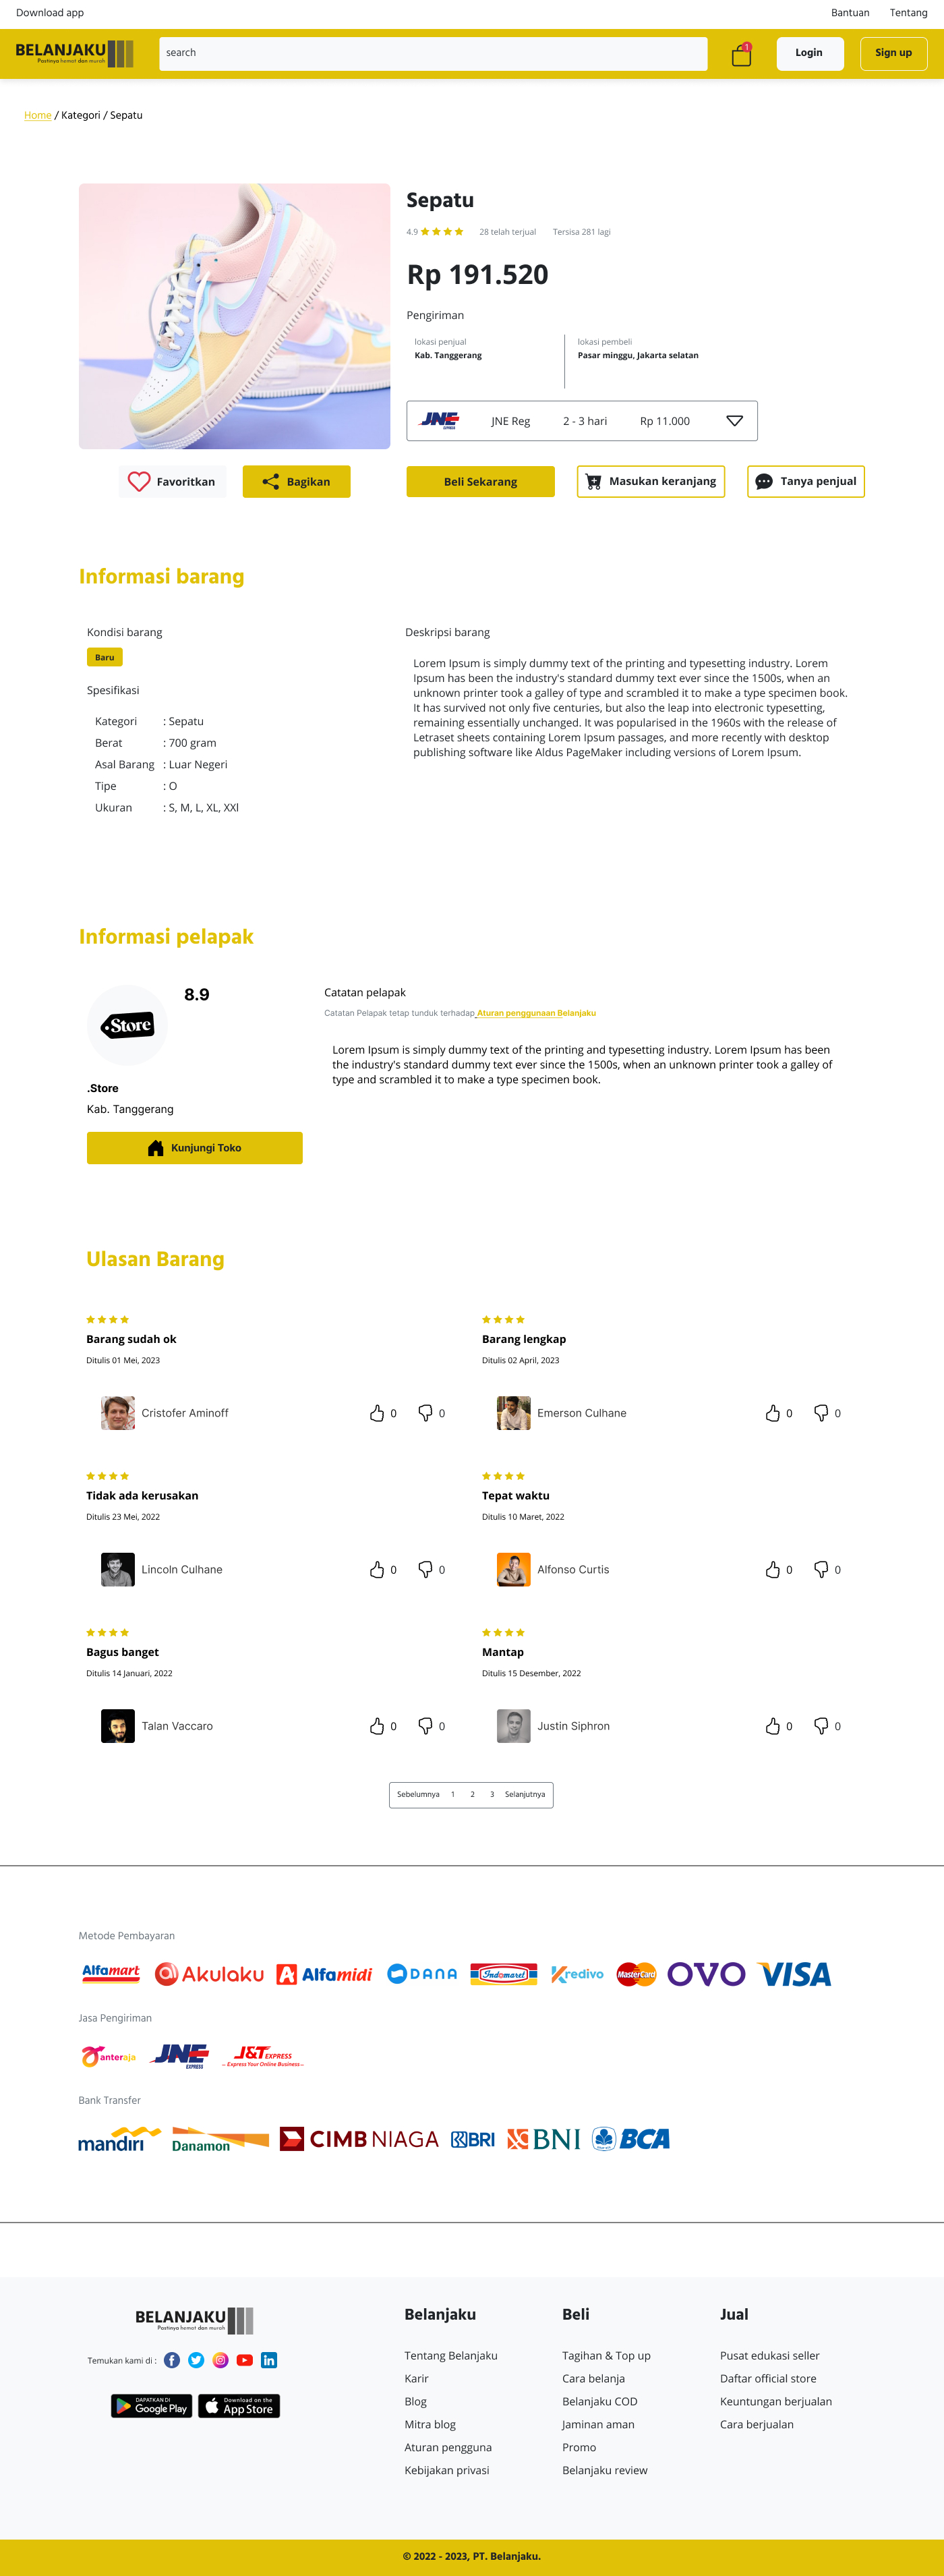 Download app
Bantuan
Tentang
BELANJAKU
Pastinya hemat dan murah
search
1
Login
Sign up
Home / Kategori / Sepatu
Sepatu
4.9
28 telah terjual
Tersisa 281 lagi
Rp 191.520
Pengiriman
lokasi penjual
Kab. Tanggerang
lokasi pembeli
Pasar minggu, Jakarta selatan
JNE EXPRESS
JNE Reg
2 - 3 hari
Rp 11.000
Favoritkan
Bagikan
Beli Sekarang
Masukan keranjang
Tanya penjual
Informasi barang
Kondisi barang
Baru
Spesifikasi
Kategori : Sepatu
Berat : 700 gram
Asal Barang : Luar Negeri
Tipe : O
Ukuran : S, M, L, XL, XXl
Deskripsi barang
Lorem Ipsum is simply dummy text of the printing and typesetting industry. Lorem
Ipsum has been the industry's standard dummy text ever since the 1500s, when an
unknown printer took a galley of type and scrambled it to make a type specimen book.
It has survived not only five centuries, but also the leap into electronic typesetting,
remaining essentially unchanged. It was popularised in the 1960s with the release of
Letraset sheets containing Lorem Ipsum passages, and more recently with desktop
publishing software like Aldus PageMaker including versions of Lorem Ipsum.
Informasi pelapak
.Store
8.9
.Store
Kab. Tanggerang
Kunjungi Toko
Catatan pelapak
Catatan Pelapak tetap tunduk terhadap Aturan penggunaan Belanjaku
Lorem Ipsum is simply dummy text of the printing and typesetting industry. Lorem Ipsum has been
the industry's standard dummy text ever since the 1500s, when an unknown printer took a galley of
type and scrambled it to make a type specimen book.
Ulasan Barang
Barang sudah ok
Ditulis 01 Mei, 2023
Cristofer Aminoff
0
0
Barang lengkap
Ditulis 02 April, 2023
Emerson Culhane
0
0
Tidak ada kerusakan
Ditulis 23 Mei, 2022
Lincoln Culhane
0
0
Tepat waktu
Ditulis 10 Maret, 2022
Alfonso Curtis
0
0
Bagus banget
Ditulis 14 Januari, 2022
Talan Vaccaro
0
0
Mantap
Ditulis 15 Desember, 2022
Justin Siphron
0
0
Sebelumnya 1 2 3 Selanjutnya
Metode Pembayaran
Alfamart
Akulaku
Alfamidi
DANA
Indomaret
Kredivo
MasterCard
OVO
VISA
Jasa Pengiriman
anteraja
JNE EXPRESS
J&T EXPRESS
Express Your Online Business
Bank Transfer
mandiri
Danamon
CIMB NIAGA
BRI
BNI
BCA
BELANJAKU
Pastinya hemat dan murah
Temukan kami di :
DAPATKAN DI
Google Play
Download on the
App Store
Belanjaku
Tentang Belanjaku
Karir
Blog
Mitra blog
Aturan pengguna
Kebijakan privasi
Beli
Tagihan & Top up
Cara belanja
Belanjaku COD
Jaminan aman
Promo
Belanjaku review
Jual
Pusat edukasi seller
Daftar official store
Keuntungan berjualan
Cara berjualan
© 2022 - 2023, PT. Belanjaku.